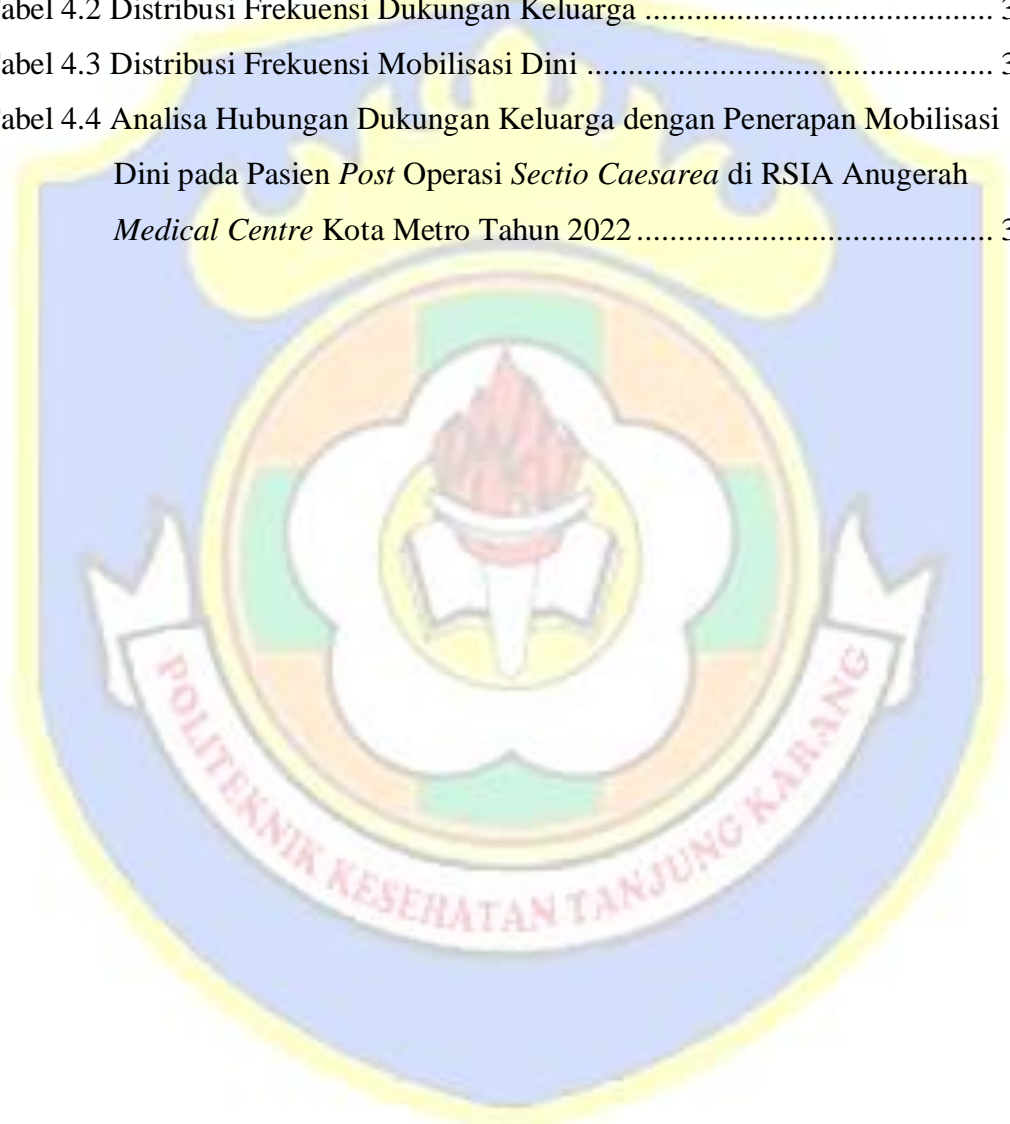 abel 4.2 Distribusi Frekuensi Dukungan Keluarga .......................................... 3
abel 4.3 Distribusi Frekuensi Mobilisasi Dini ................................................. 3
abel 4.4 Analisa Hubungan Dukungan Keluarga dengan Penerapan Mobilisasi
Dini pada Pasien Post Operasi Sectio Caesarea di RSIA Anugerah
Medical Centre Kota Metro Tahun 2022 ........................................... 3
POLITEKNIK KESEHATAN TANJUNG KARANG